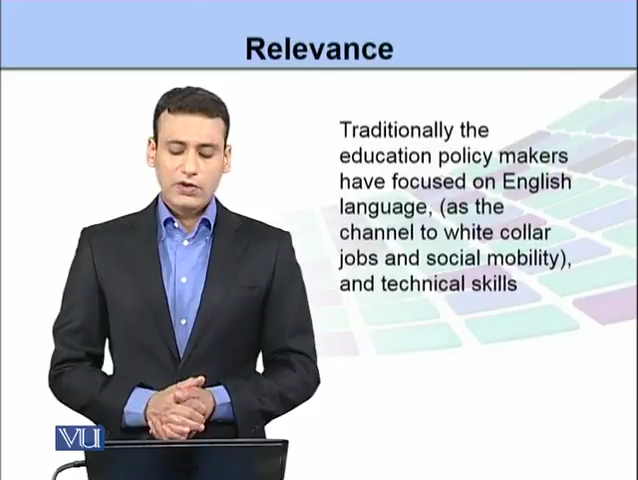 Relevance
Traditionally the
education policy makers
have focused on English
language, (as the
channel to white collar
jobs and social mobility),
and technical skills
VU